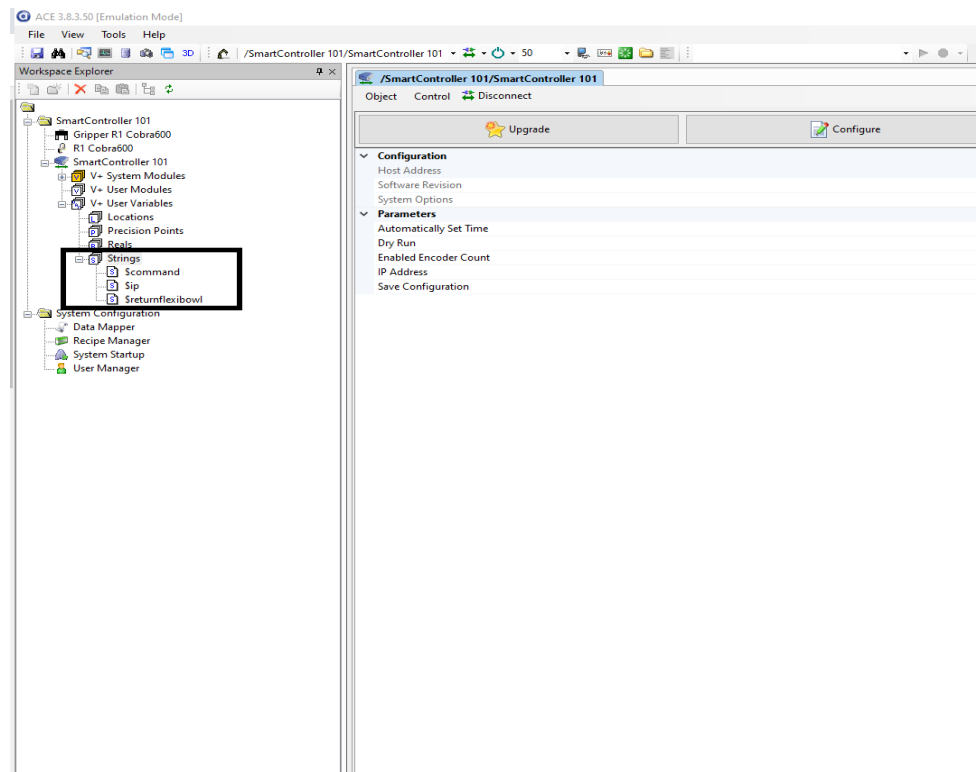 ACE 3.8.3.50 [Emulation Mode]
File View Tools Help
3D /SmartController 101/SmartController 101 50
Workspace Explorer
SmartController 101
Gripper R1 Cobra600
R1 Cobra600
SmartController 101
V+ System Modules
V+ User Modules
V+ User Variables
Locations
Precision Points
Reals
Strings
$command
$ip
$returnflexibowl
System Configuration
Data Mapper
Recipe Manager
System Startup
User Manager
/SmartController 101/SmartController 101
Object Control Disconnect
Upgrade Configure
Configuration
Host Address
Software Revision
System Options
Parameters
Automatically Set Time
Dry Run
Enabled Encoder Count
IP Address
Save Configuration